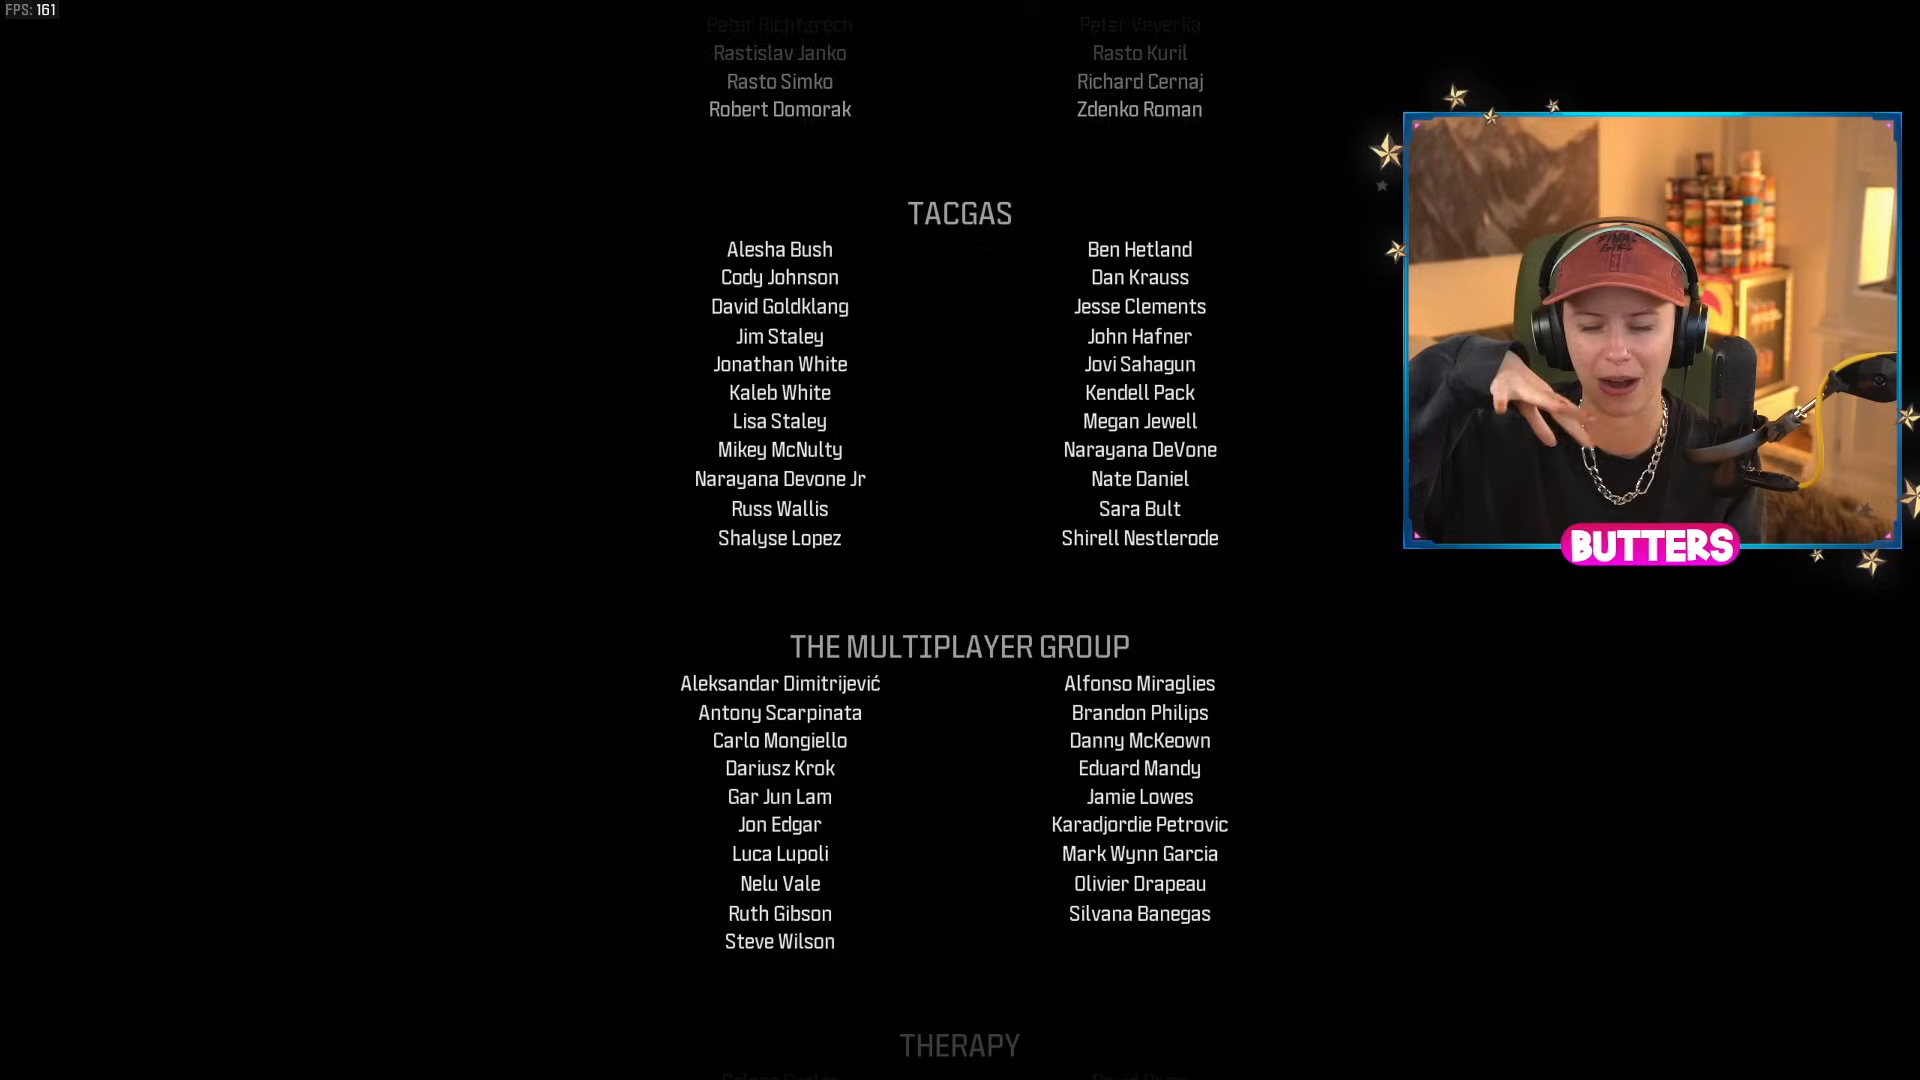 FPS: 161
Rastislav Janko Rasto Kuril
Rasto Simko Richard Cernaj
Robert Domorak Zdenko Roman
TACGAS
Alesha Bush Ben Hetland
Cody Johnson Dan Krauss
David Goldklang Jesse Clements
Jim Staley John Hafner
Jonathan White Jovi Sahagun
Kaleb White Kendell Pack
Lisa Staley Megan Jewell
Mikey McNulty Narayana DeVone
Narayana Devone Jr Nate Daniel
Russ Wallis Sara Bult
Shalyse Lopez Shirell Nestlerode
FINAL GIRL
BUTTERS
THE MULTIPLAYER GROUP
Aleksandar Dimitrijević Alfonso Miraglies
Antony Scarpinata Brandon Philips
Carlo Mongiello Danny McKeown
Dariusz Krok Eduard Mandy
Gar Jun Lam Jamie Lowes
Jon Edgar Karadjordie Petrovic
Luca Lupoli Mark Wynn Garcia
Nelu Vale Olivier Drapeau
Ruth Gibson Silvana Banegas
Steve Wilson
THERAPY